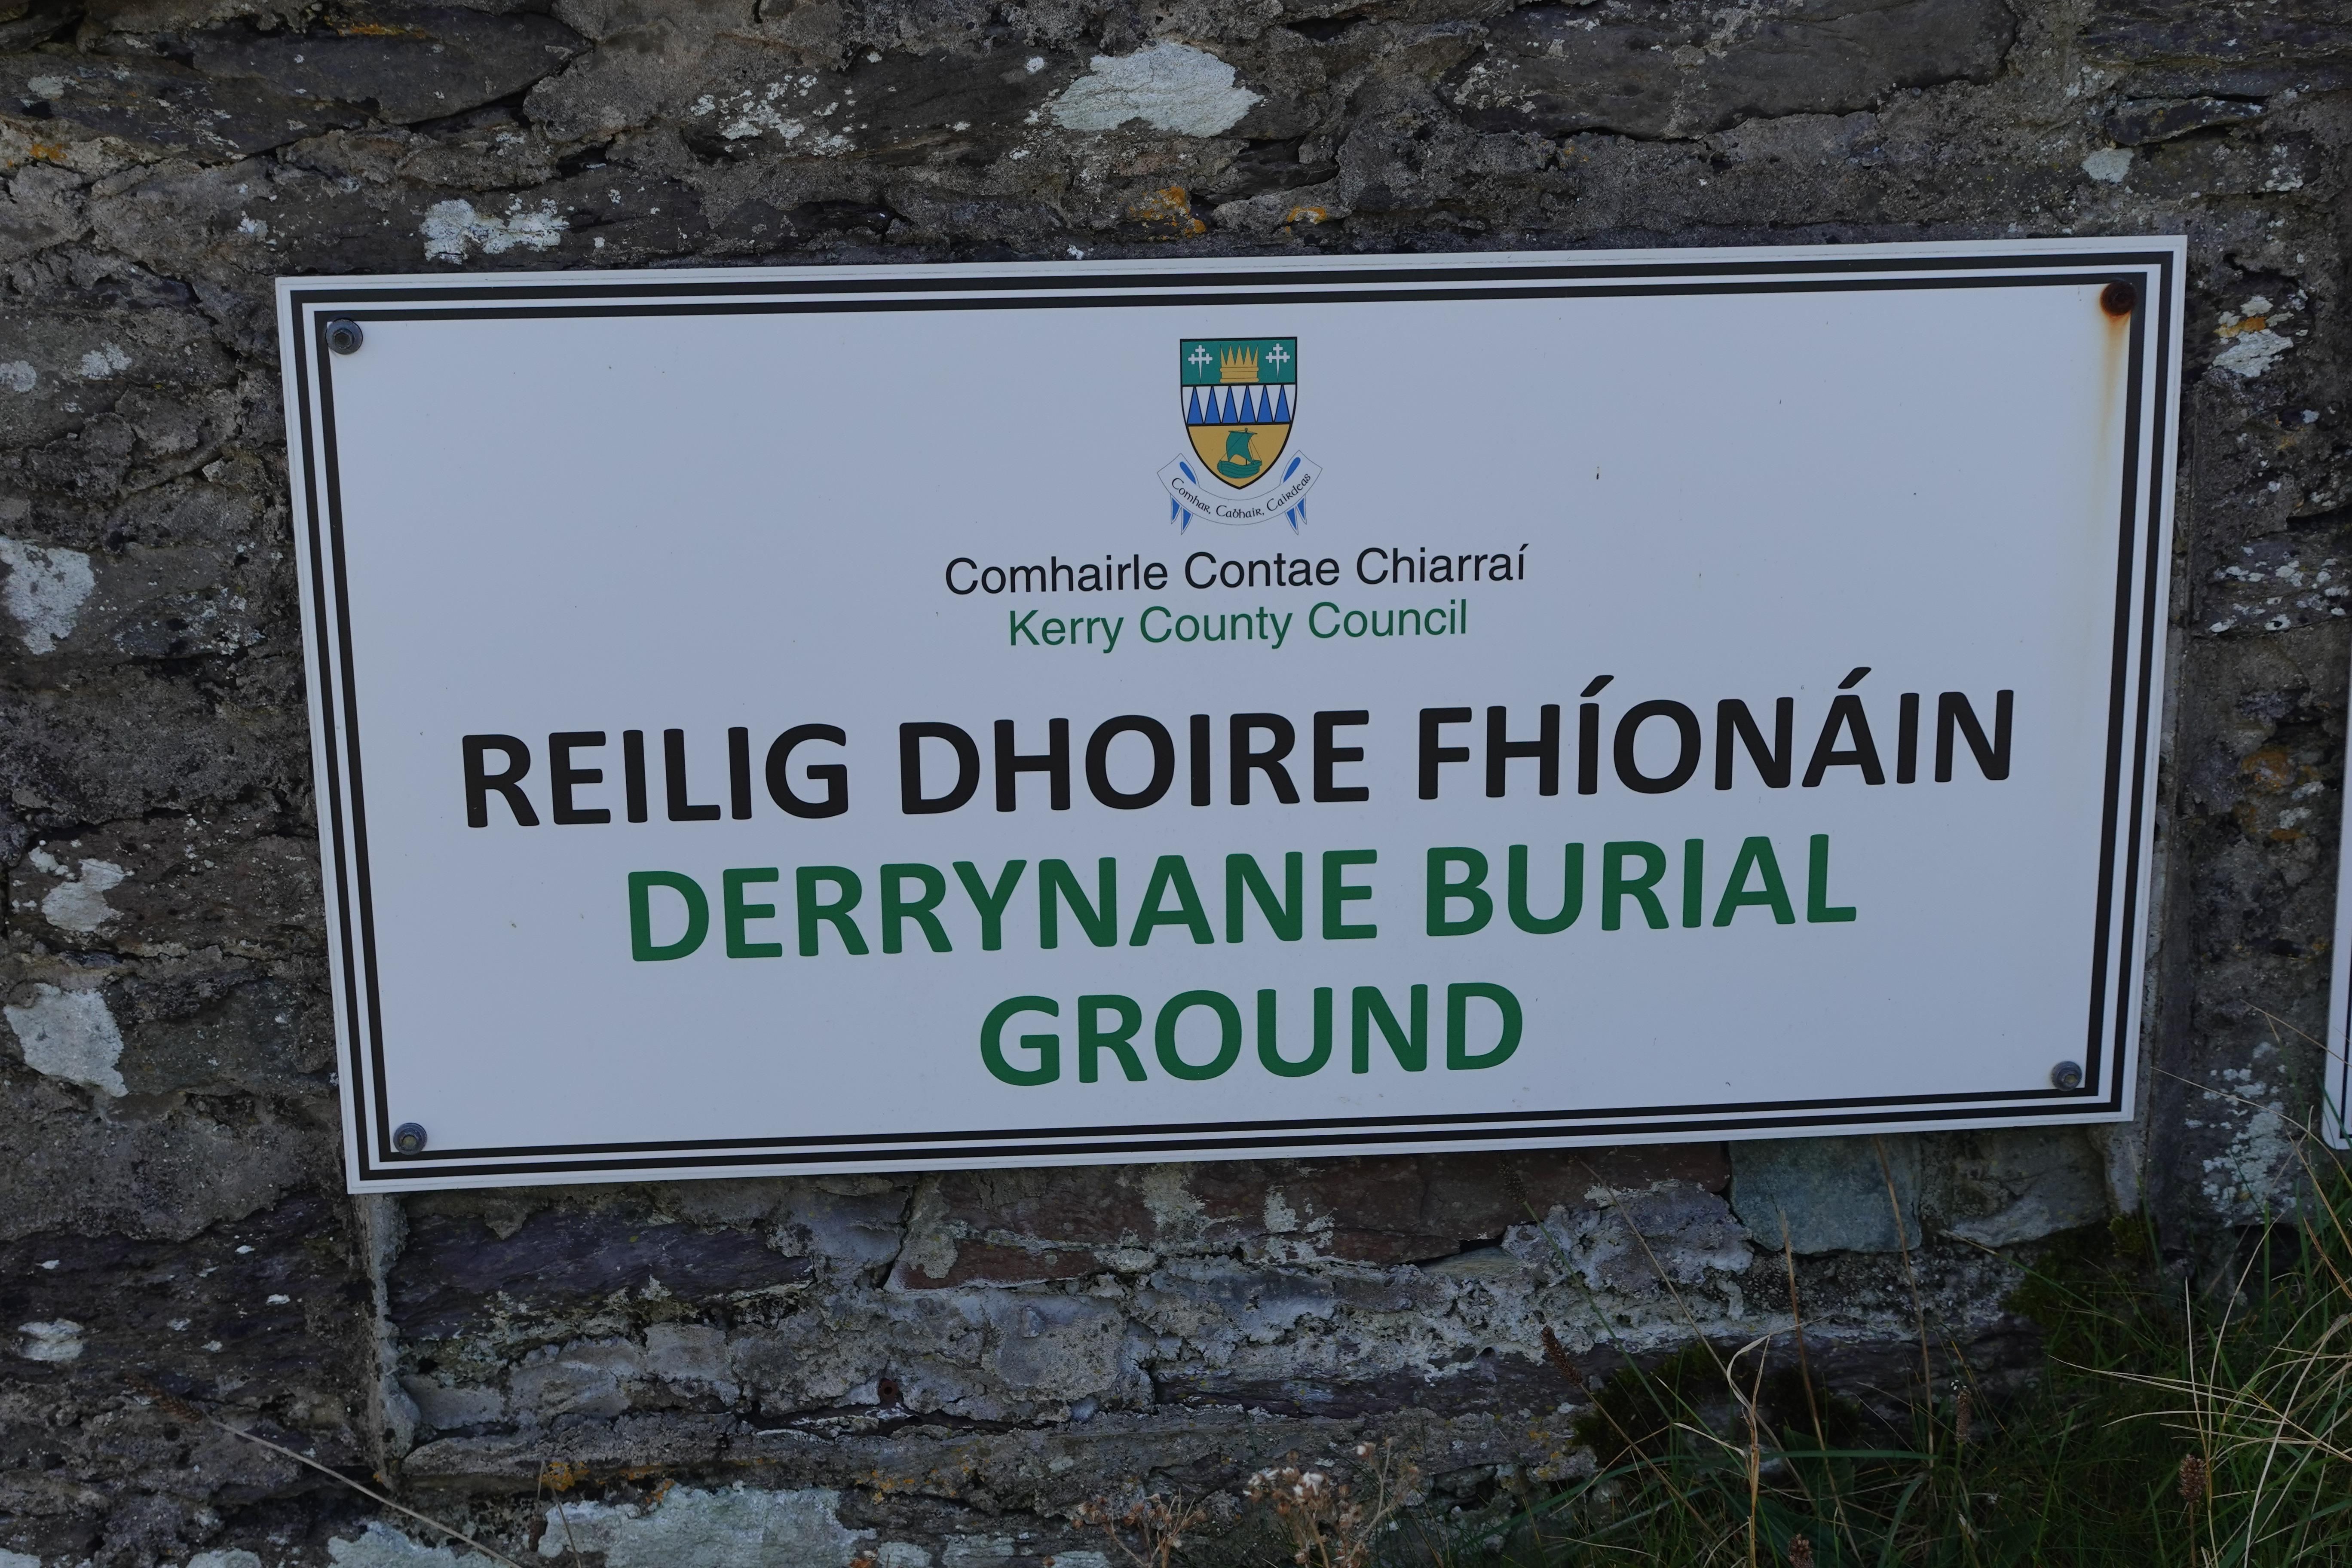 Comhar, Cabhair, Cairdeas
Comhairle Contae Chiarraí
Kerry County Council
REILIG DHOIRE FHÍONÁIN
DERRYNANE BURIAL
GROUND